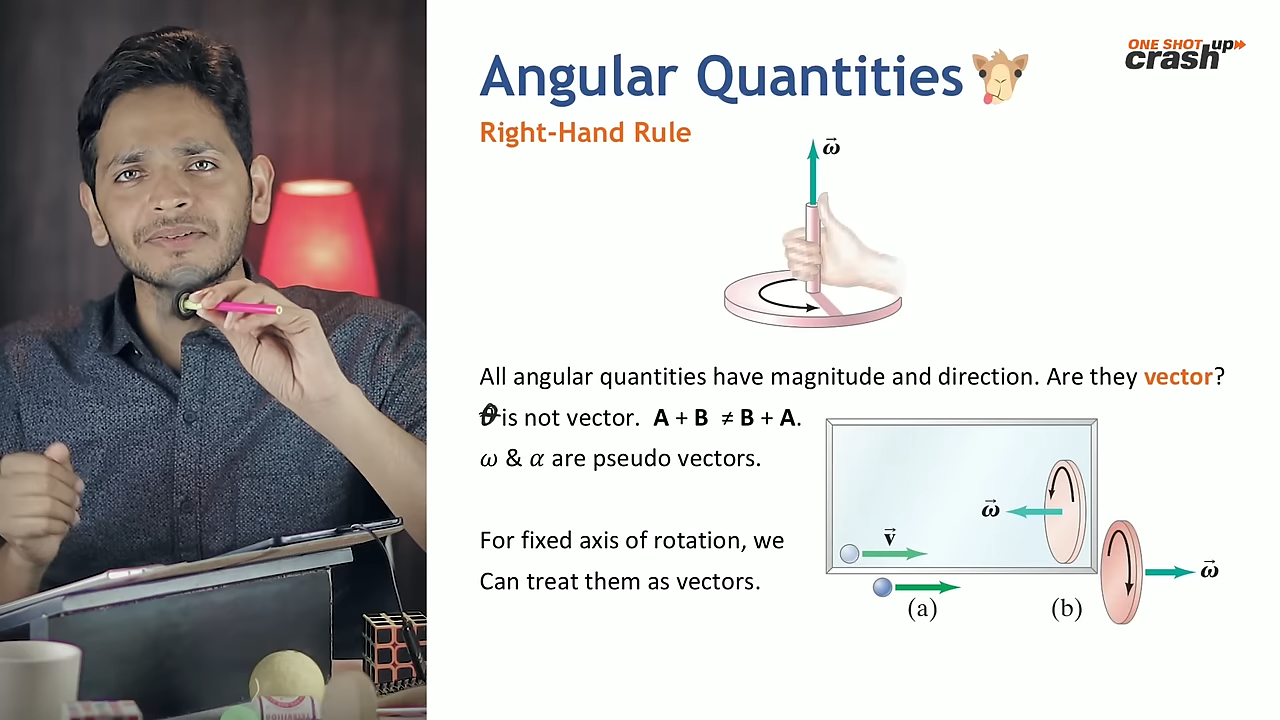 Angular Quantities
ONE SHOT
crash up
Right-Hand Rule
ω⃗
All angular quantities have magnitude and direction. Are they vector?
θ is not vector. A + B ≠ B + A.
ω & α are pseudo vectors.
ω⃗
v⃗
For fixed axis of rotation, we
Can treat them as vectors.
ω⃗
(a) (b)